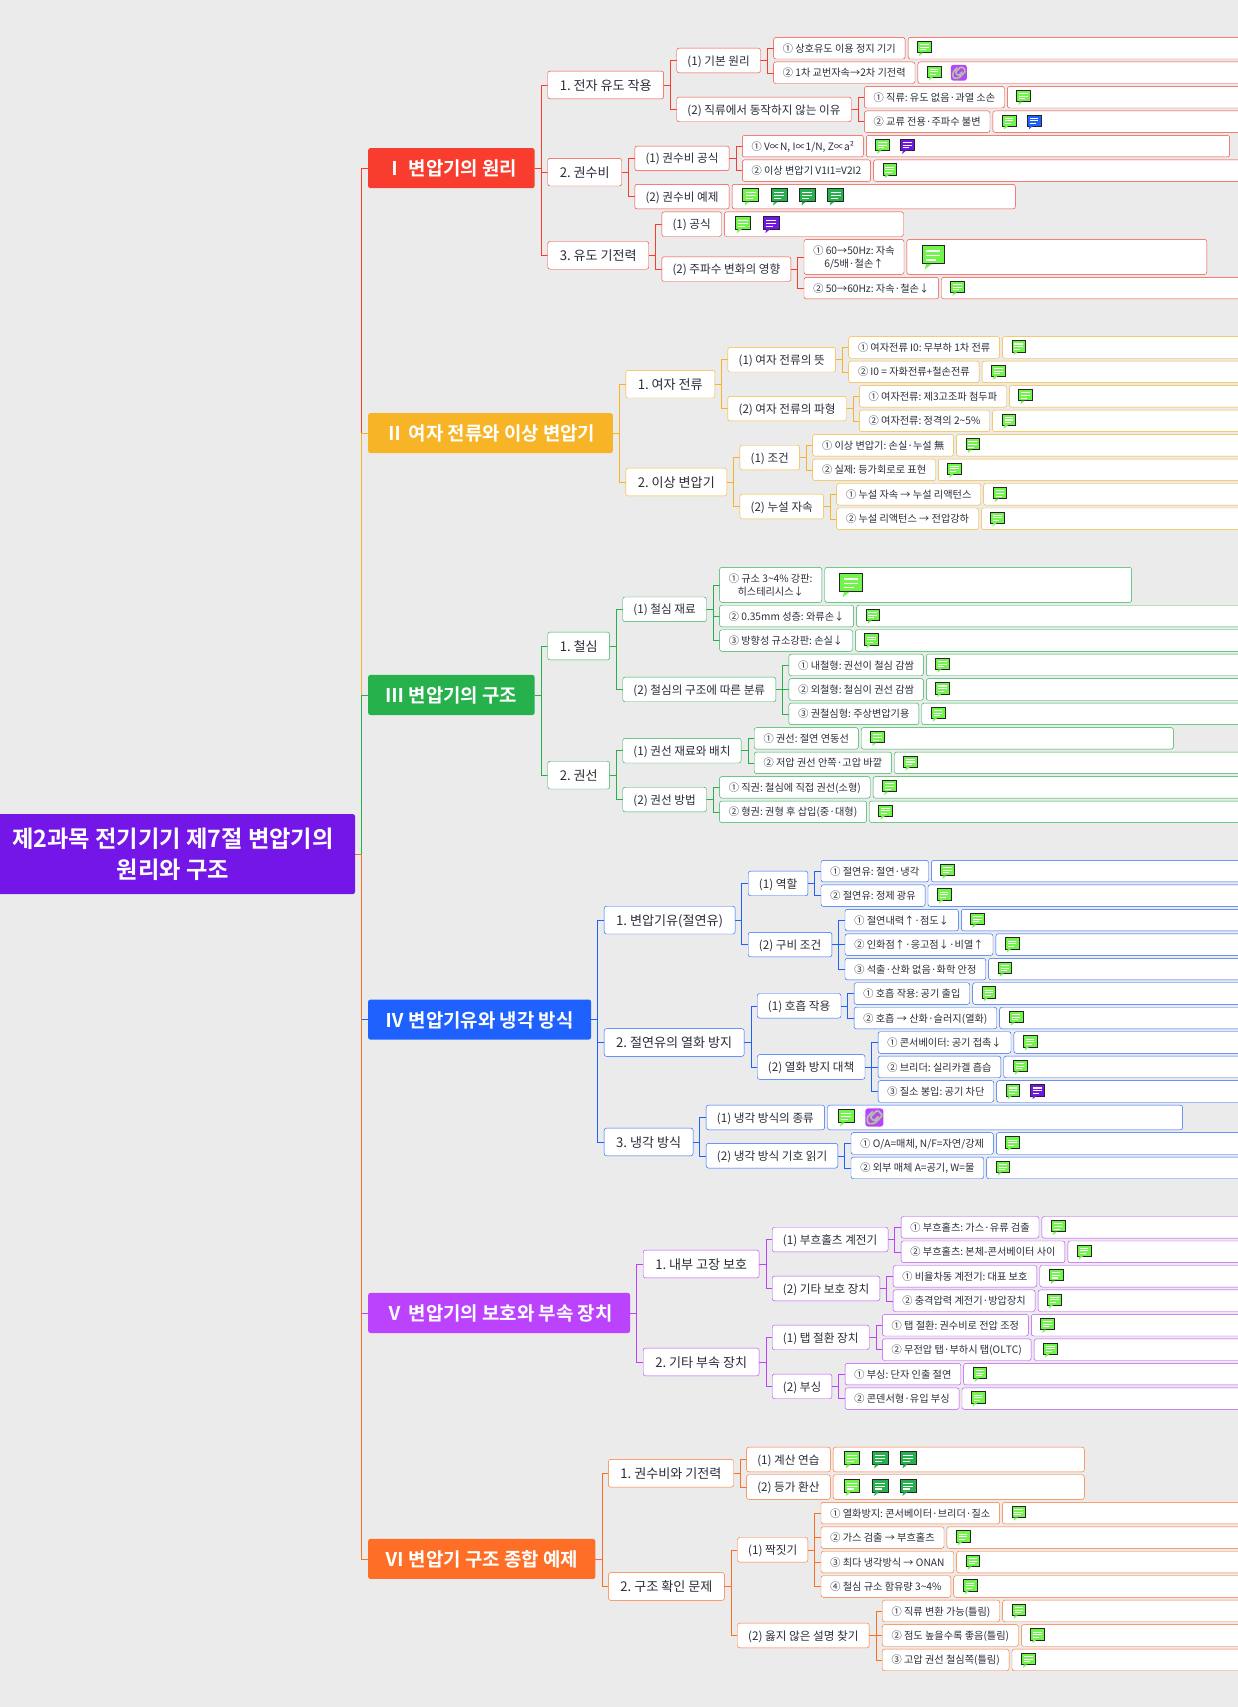 제2과목 전기기기 제7절 변압기의
원리와 구조
Ⅰ 변압기의 원리
1. 전자 유도 작용
(1) 기본 원리
① 상호유도 이용 정지 기기
② 1차 교번자속→2차 기전력
(2) 직류에서 동작하지 않는 이유
① 직류: 유도 없음·과열 소손
② 교류 전용·주파수 불변
2. 권수비
(1) 권수비 공식
① V∝N, I∝1/N, Z∝a²
② 이상 변압기 V1I1=V2I2
(2) 권수비 예제
3. 유도 기전력
(1) 공식
(2) 주파수 변화의 영향
① 60→50Hz: 자속
6/5배·철손↑
② 50→60Hz: 자속·철손↓
Ⅱ 여자 전류와 이상 변압기
1. 여자 전류
(1) 여자 전류의 뜻
① 여자전류 I0: 무부하 1차 전류
② I0 = 자화전류+철손전류
(2) 여자 전류의 파형
① 여자전류: 제3고조파 첨두파
② 여자전류: 정격의 2~5%
2. 이상 변압기
(1) 조건
① 이상 변압기: 손실·누설 無
② 실제: 등가회로로 표현
(2) 누설 자속
① 누설 자속 → 누설 리액턴스
② 누설 리액턴스 → 전압강하
Ⅲ 변압기의 구조
1. 철심
(1) 철심 재료
① 규소 3~4% 강판:
히스테리시스↓
② 0.35mm 성층: 와류손↓
③ 방향성 규소강판: 손실↓
(2) 철심의 구조에 따른 분류
① 내철형: 권선이 철심 감쌈
② 외철형: 철심이 권선 감쌈
③ 권철심형: 주상변압기용
2. 권선
(1) 권선 재료와 배치
① 권선: 절연 연동선
② 저압 권선 안쪽·고압 바깥
(2) 권선 방법
① 직권: 철심에 직접 권선(소형)
② 형권: 권형 후 삽입(중·대형)
Ⅳ 변압기유와 냉각 방식
1. 변압기유(절연유)
(1) 역할
① 절연유: 절연·냉각
② 절연유: 정제 광유
(2) 구비 조건
① 절연내력↑·점도↓
② 인화점↑·응고점↓·비열↑
③ 석출·산화 없음·화학 안정
2. 절연유의 열화 방지
(1) 호흡 작용
① 호흡 작용: 공기 출입
② 호흡 → 산화·슬러지(열화)
(2) 열화 방지 대책
① 콘서베이터: 공기 접촉↓
② 브리더: 실리카겔 흡습
③ 질소 봉입: 공기 차단
3. 냉각 방식
(1) 냉각 방식의 종류
(2) 냉각 방식 기호 읽기
① O/A=매체, N/F=자연/강제
② 외부 매체 A=공기, W=물
Ⅴ 변압기의 보호와 부속 장치
1. 내부 고장 보호
(1) 부흐홀츠 계전기
① 부흐홀츠: 가스·유류 검출
② 부흐홀츠: 본체-콘서베이터 사이
(2) 기타 보호 장치
① 비율차동 계전기: 대표 보호
② 충격압력 계전기·방압장치
2. 기타 부속 장치
(1) 탭 절환 장치
① 탭 절환: 권수비로 전압 조정
② 무전압 탭·부하시 탭(OLTC)
(2) 부싱
① 부싱: 단자 인출 절연
② 콘덴서형·유입 부싱
Ⅵ 변압기 구조 종합 예제
1. 권수비와 기전력
(1) 계산 연습
(2) 등가 환산
2. 구조 확인 문제
(1) 짝짓기
① 열화방지: 콘서베이터·브리더·질소
② 가스 검출 → 부흐홀츠
③ 최다 냉각방식 → ONAN
④ 철심 규소 함유량 3~4%
(2) 옳지 않은 설명 찾기
① 직류 변환 가능(틀림)
② 점도 높을수록 좋음(틀림)
③ 고압 권선 철심쪽(틀림)